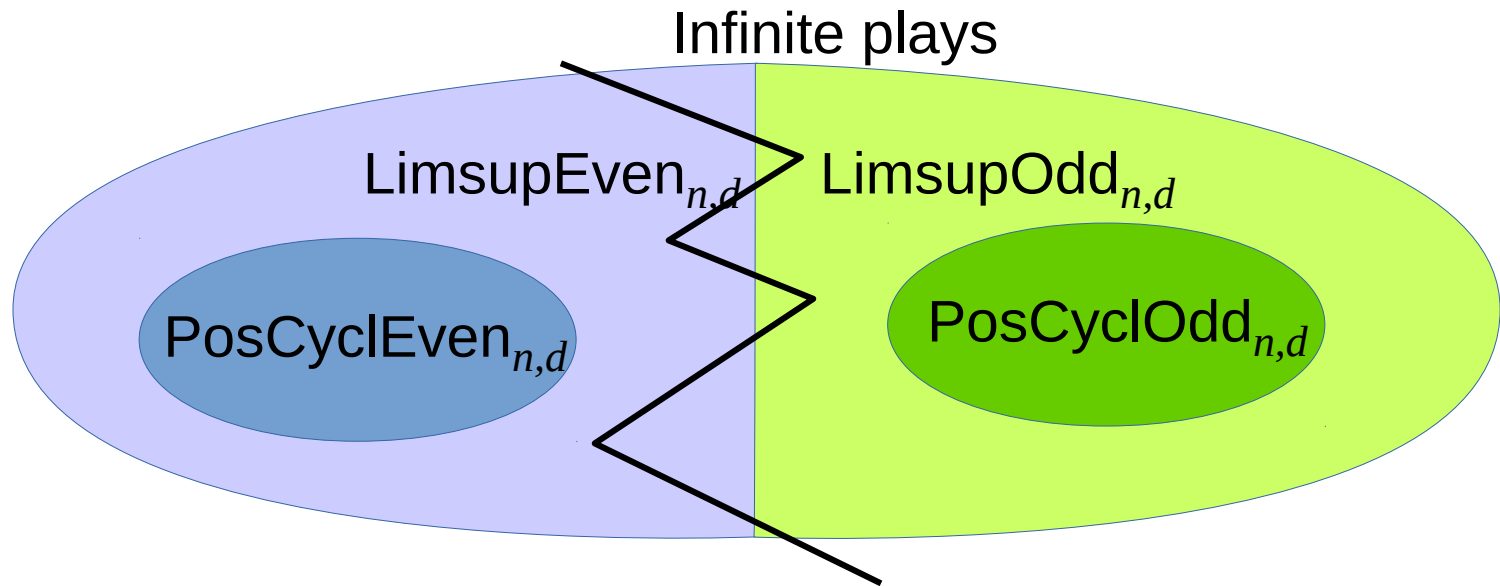 Infinite plays
LimsupEven n,d LimsupOdd n,d
PosCyclEven n,d PosCyclOdd n,d